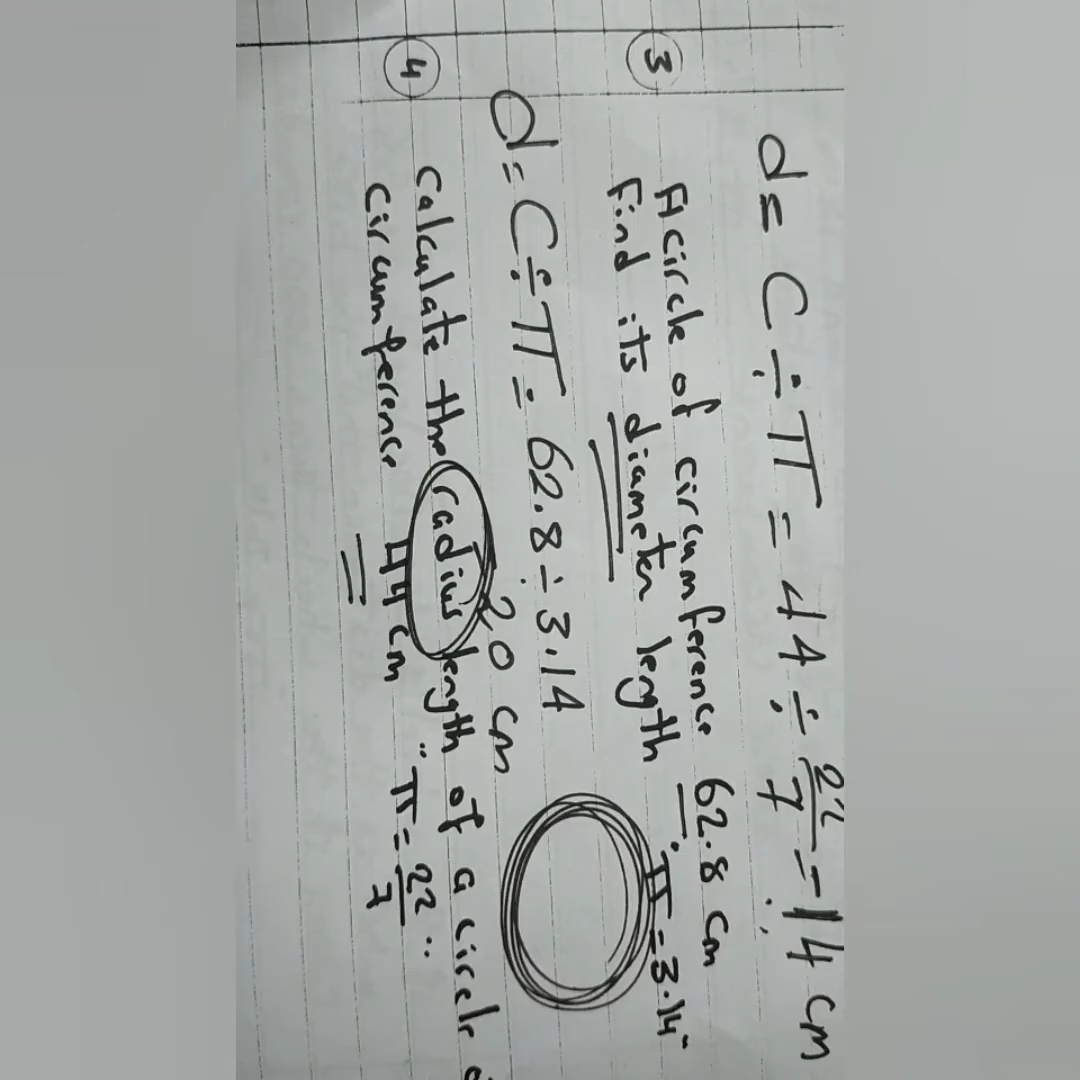 d= C ÷ π = 44 ÷ 22/7 = 14 cm
③ A circle of circumference 62.8 cm
Find its diameter length "π = 3.14"
d= C ÷ π = 62.8 ÷ 3.14
20 cm
④ Calculate the radius length of a circle
circumference 44 cm "π = 22/7"